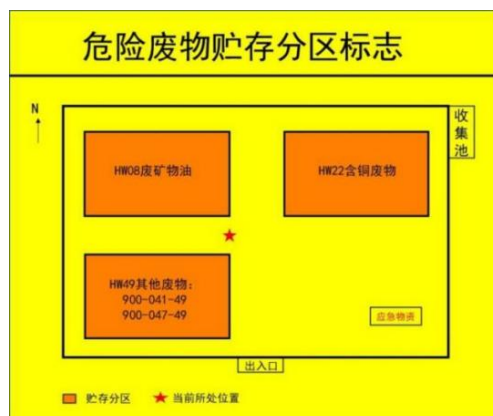 危险废物贮存分区标志
N
收集池
HW08废矿物油
HW22含铜废物
HW49其他废物:
900-041-49
900-047-49
应急物资
出入口
贮存分区
当前所处位置